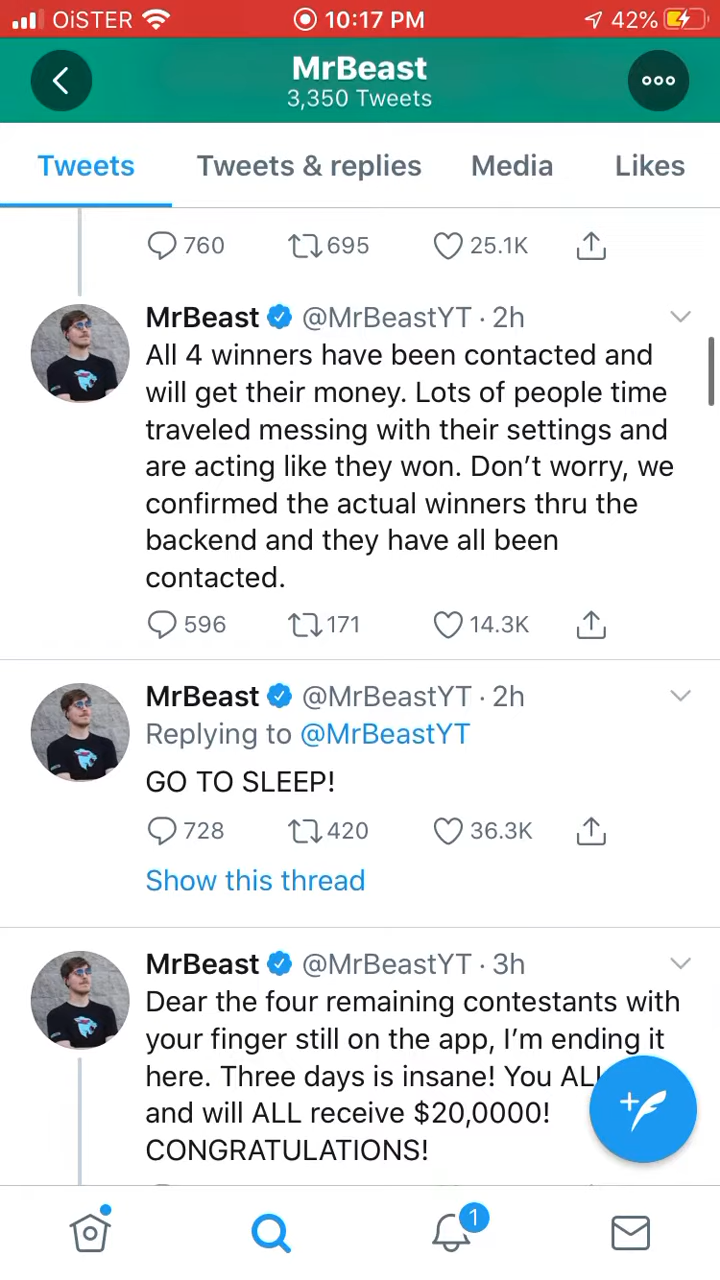 OiSTER 10:17 PM 42%
MrBeast
3,350 Tweets
Tweets Tweets & replies Media Likes
760 695 25.1K
MrBeast @MrBeastYT · 2h
All 4 winners have been contacted and
will get their money. Lots of people time
traveled messing with their settings and
are acting like they won. Don’t worry, we
confirmed the actual winners thru the
backend and they have all been
contacted.
596 171 14.3K
MrBeast @MrBeastYT · 2h
Replying to @MrBeastYT
GO TO SLEEP!
728 420 36.3K
Show this thread
MrBeast @MrBeastYT · 3h
Dear the four remaining contestants with
your finger still on the app, I’m ending it
here. Three days is insane! You
and will ALL receive $20,0000!
CONGRATULATIONS!
1